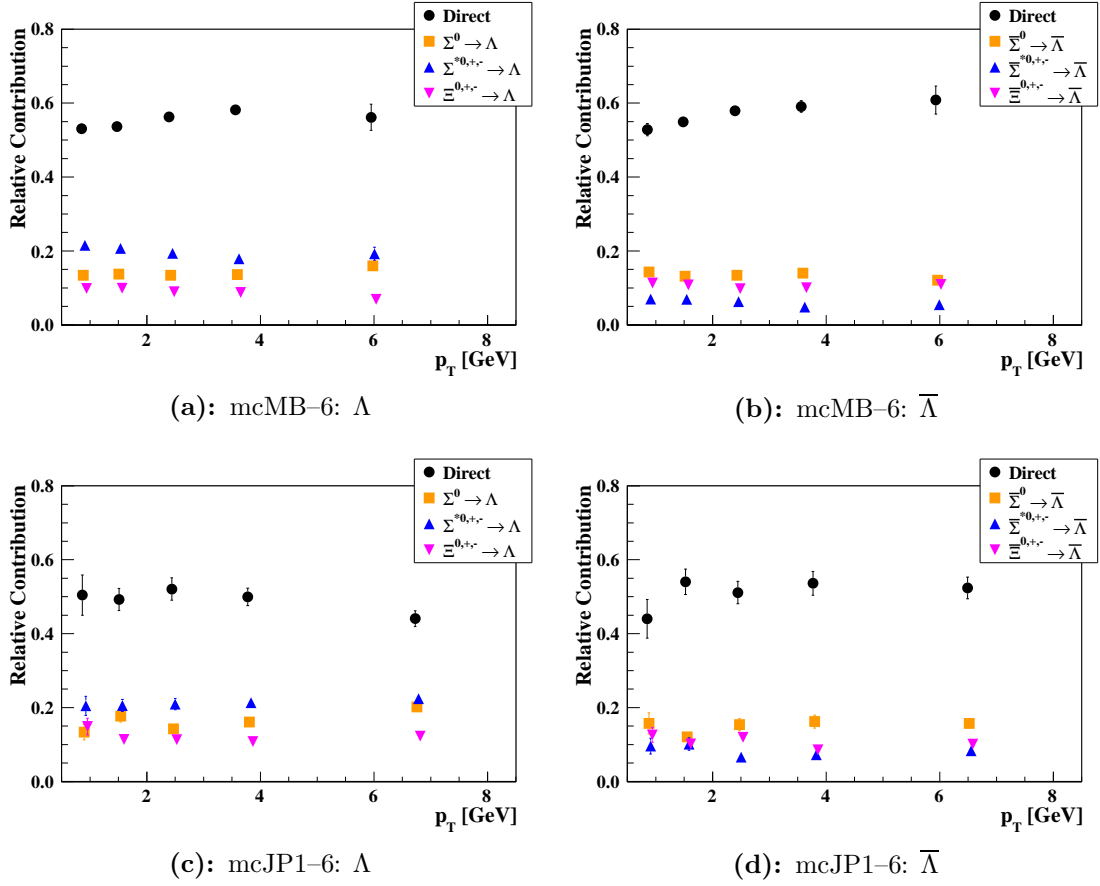 Relative Contribution
0.8
0.6
0.4
0.2
0.0
2
4
6
8
p_T [GeV]
Direct
Σ⁰ → Λ
Σ*⁰,⁺,⁻ → Λ
Ξ⁰,⁺,⁻ → Λ
(a): mcMB–6: Λ
Relative Contribution
0.8
0.6
0.4
0.2
0.0
2
4
6
8
p_T [GeV]
Direct
Σ̅⁰ → Λ̅
Σ̅*⁰,⁺,⁻ → Λ̅
Ξ̅⁰,⁺,⁻ → Λ̅
(b): mcMB–6: Λ̅
Relative Contribution
0.8
0.6
0.4
0.2
0.0
2
4
6
8
p_T [GeV]
Direct
Σ⁰ → Λ
Σ*⁰,⁺,⁻ → Λ
Ξ⁰,⁺,⁻ → Λ
(c): mcJP1–6: Λ
Relative Contribution
0.8
0.6
0.4
0.2
0.0
2
4
6
8
p_T [GeV]
Direct
Σ̅⁰ → Λ̅
Σ̅*⁰,⁺,⁻ → Λ̅
Ξ̅⁰,⁺,⁻ → Λ̅
(d): mcJP1–6: Λ̅